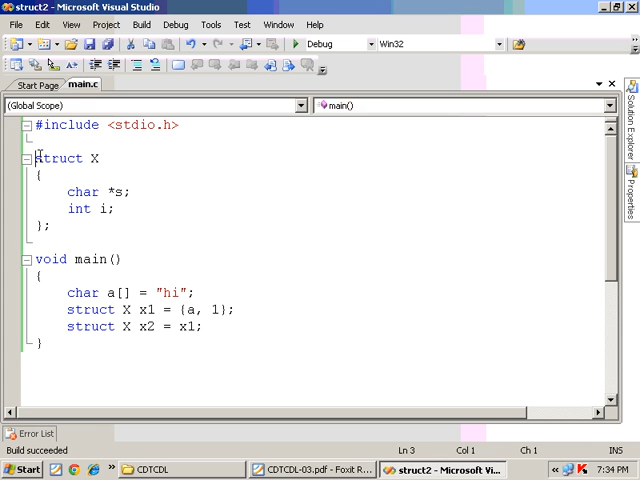 struct2 - Microsoft Visual Studio
File Edit View Project Build Debug Tools Window Help
Debug Win32
Start Page main.c
(Global Scope) main()
#include <stdio.h>
struct X
{
char *s;
int i;
};
void main()
{
char a[] = "hi";
struct X x1 = {a, 1};
struct X x2 = x1;
}
Solution Explorer
Properties
Error List
Build succeeded Ln 3 Col 1 Ch 1 INS
Start CDTCDL CDTCDL-03.pdf - Foxit R... struct2 - Microsoft Vi... 7:34 PM